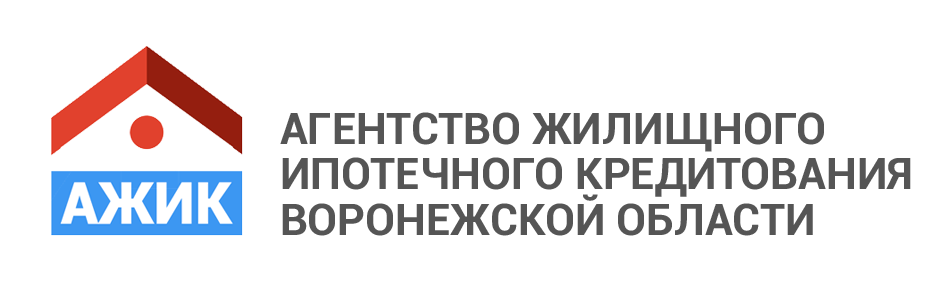 АЖИК
АГЕНТСТВО ЖИЛИЩНОГО
ИПОТЕЧНОГО КРЕДИТОВАНИЯ
ВОРОНЕЖСКОЙ ОБЛАСТИ